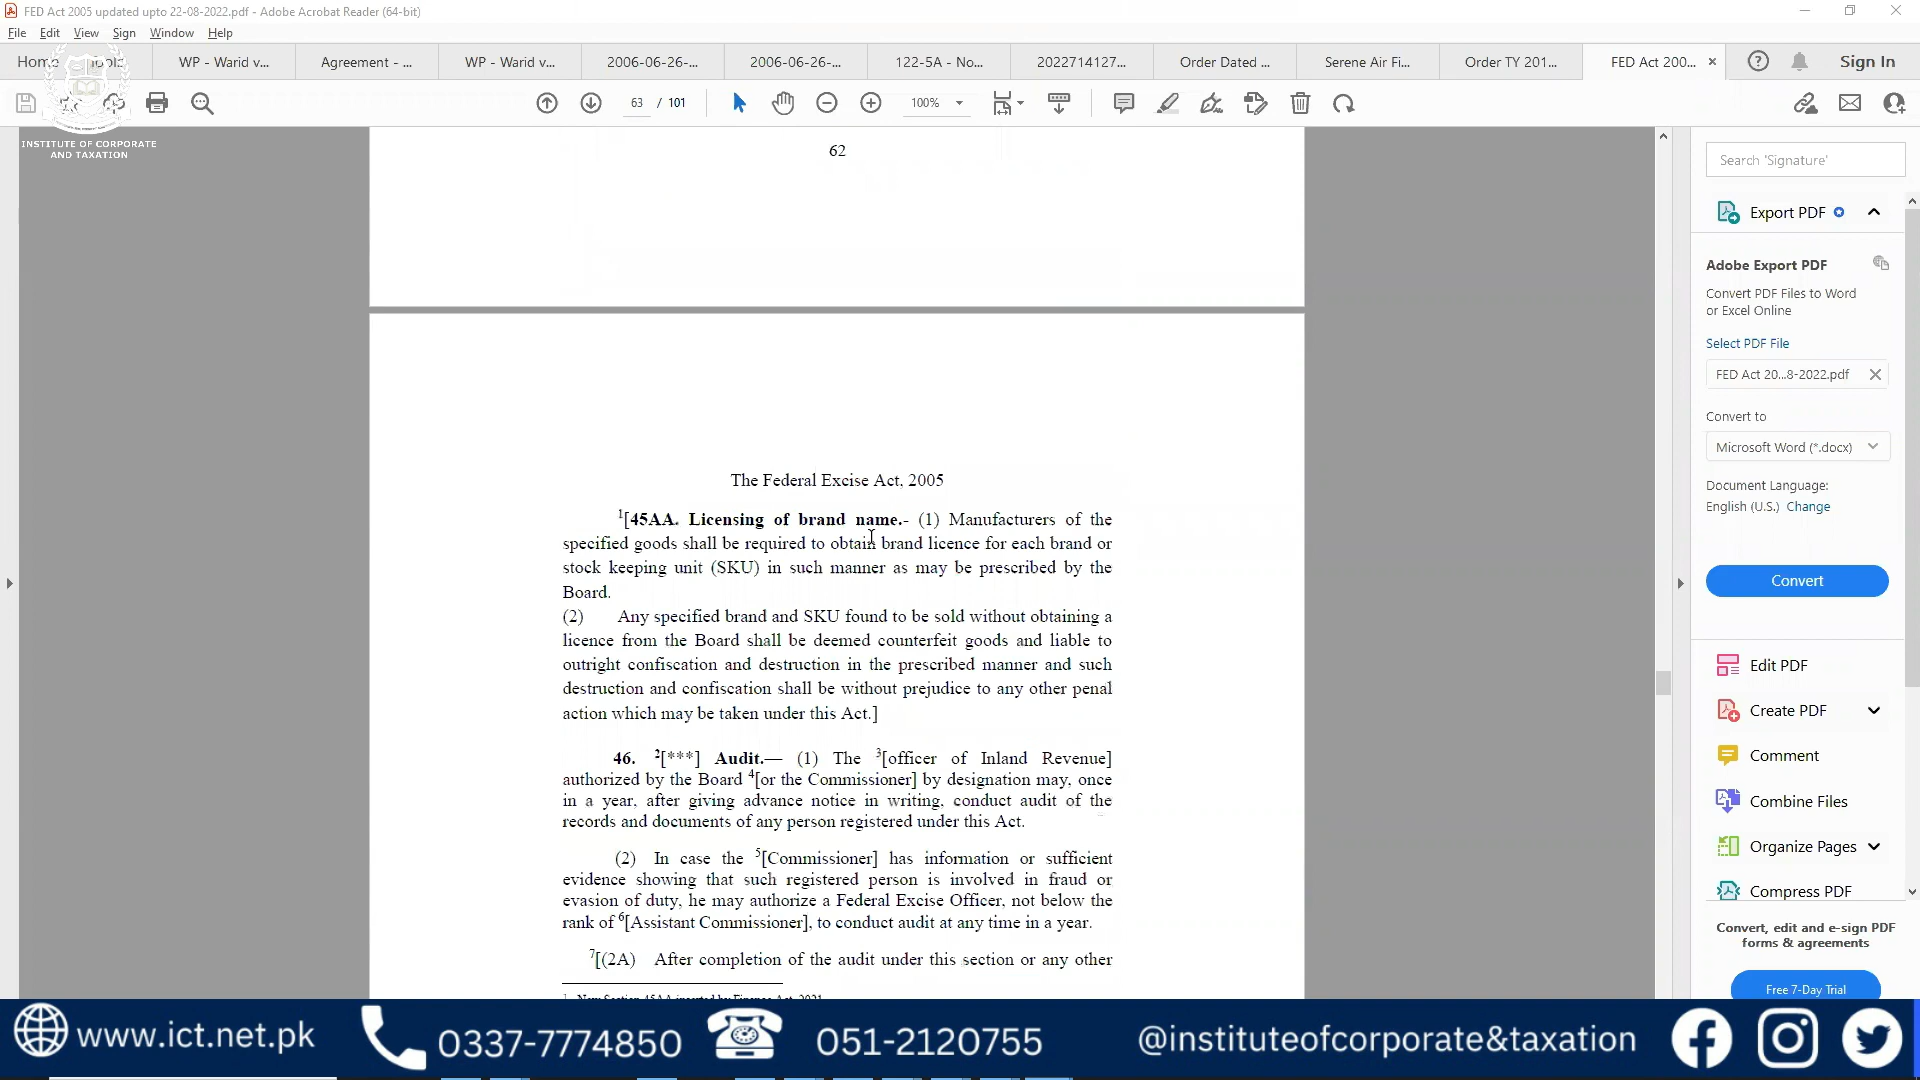 FED Act 2005 updated upto 22-08-2022.pdf - Adobe Acrobat Reader (64-bit)
File Edit View Sign Window Help
Home WP - Warid v... Agreement - ... WP - Warid v... 2006-06-26-... 2006-06-26-... 122-5A - No... 2022714127... Order Dated ... Serene Air Fi... Order TY 201... FED Act 200... Sign In
63 / 101 100%
INSTITUTE OF CORPORATE
AND TAXATION
62
The Federal Excise Act, 2005
1[45AA. Licensing of brand name.- (1) Manufacturers of the
specified goods shall be required to obtain brand licence for each brand or
stock keeping unit (SKU) in such manner as may be prescribed by the
Board.
(2) Any specified brand and SKU found to be sold without obtaining a
licence from the Board shall be deemed counterfeit goods and liable to
outright confiscation and destruction in the prescribed manner and such
destruction and confiscation shall be without prejudice to any other penal
action which may be taken under this Act.]
46. 2[***] Audit.— (1) The 3[officer of Inland Revenue]
authorized by the Board 4[or the Commissioner] by designation may, once
in a year, after giving advance notice in writing, conduct audit of the
records and documents of any person registered under this Act.
(2) In case the 5[Commissioner] has information or sufficient
evidence showing that such registered person is involved in fraud or
evasion of duty, he may authorize a Federal Excise Officer, not below the
rank of 6[Assistant Commissioner], to conduct audit at any time in a year.
7[(2A) After completion of the audit under this section or any other
1 New Section 45AA inserted by Finance Act, 2021
Search 'Signature'
Export PDF
Adobe Export PDF
Convert PDF Files to Word
or Excel Online
Select PDF File
FED Act 20...8-2022.pdf
Convert to
Microsoft Word (*.docx)
Document Language:
English (U.S.) Change
Convert
Edit PDF
Create PDF
Comment
Combine Files
Organize Pages
Compress PDF
Convert, edit and e-sign PDF
forms & agreements
Free 7-Day Trial
www.ict.net.pk 0337-7774850 051-2120755 @instituteofcorporate&taxation